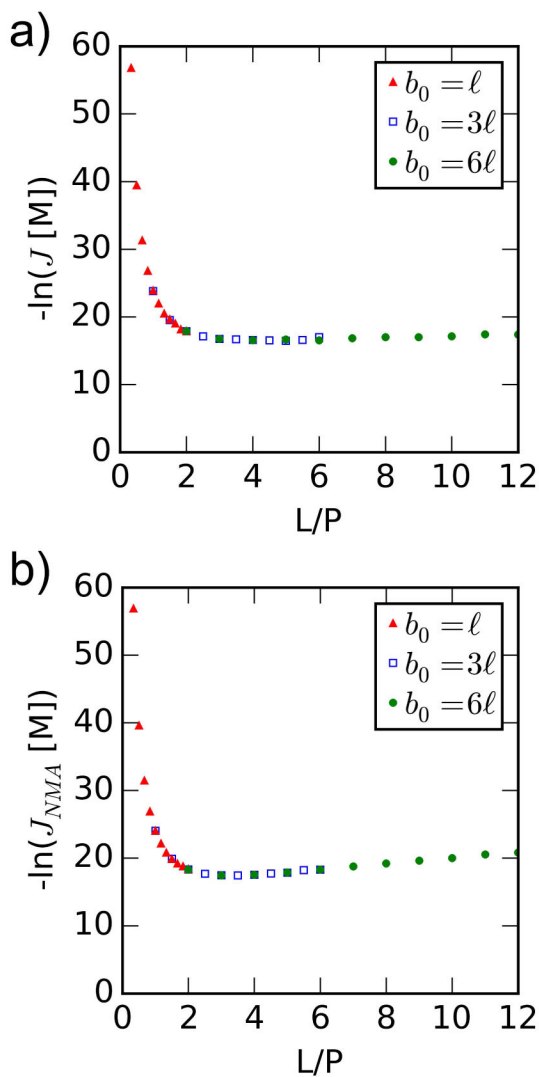 a)
60
50
40
30
20
10
0
-ln(J [M])
b₀ = ℓ
b₀ = 3ℓ
b₀ = 6ℓ
0 2 4 6 8 10 12
L/P
b)
60
50
40
30
20
10
0
-ln(J_NMA [M])
b₀ = ℓ
b₀ = 3ℓ
b₀ = 6ℓ
0 2 4 6 8 10 12
L/P